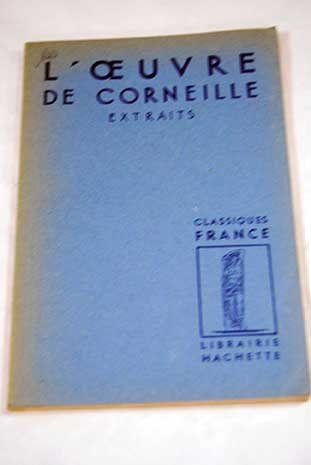 L'ŒUVRE
DE CORNEILLE
EXTRAITS
CLASSIQUES
FRANCE
LIBRAIRIE
HACHETTE